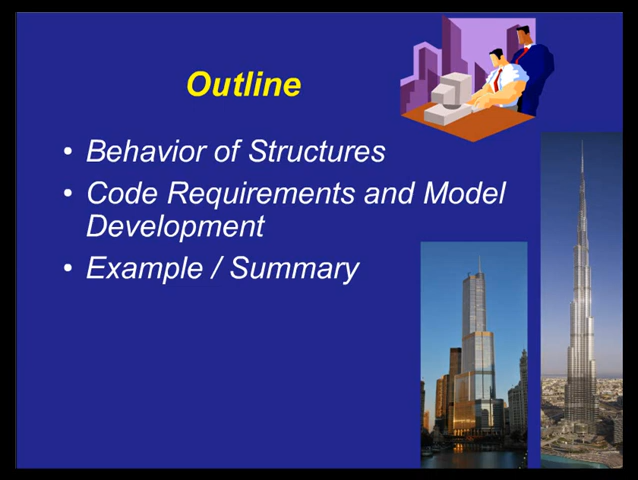 Outline
• Behavior of Structures
• Code Requirements and Model
Development
• Example / Summary